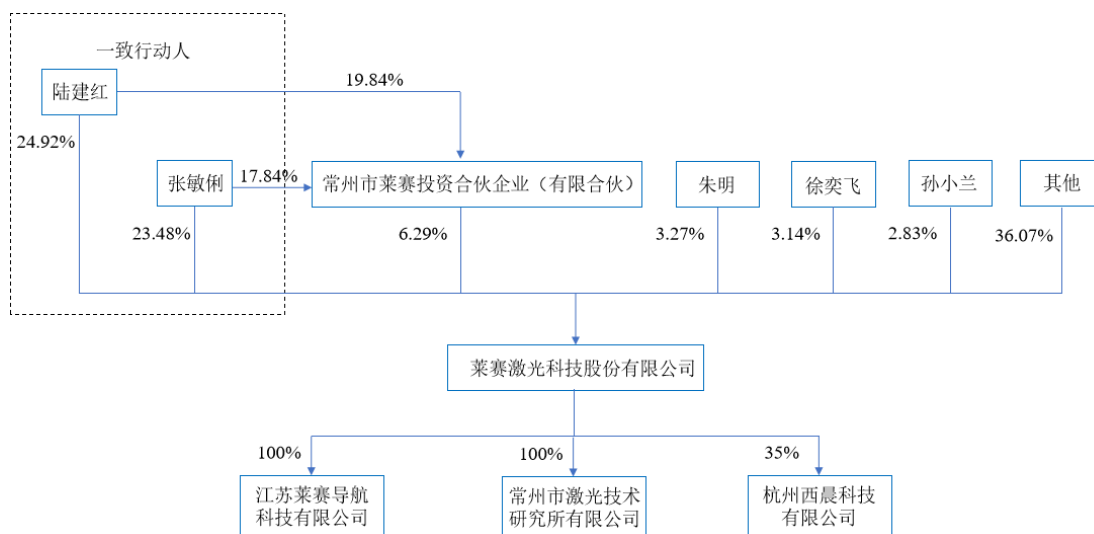 一致行动人
陆建红
19.84%
24.92%
张敏俐
17.84%
常州市莱赛投资合伙企业（有限合伙）
朱明
徐奕飞
孙小兰
其他
23.48%
6.29%
3.27%
3.14%
2.83%
36.07%
莱赛激光科技股份有限公司
100%
100%
35%
江苏莱赛导航
科技有限公司
常州市激光技术
研究所有限公司
杭州西晨科技
有限公司